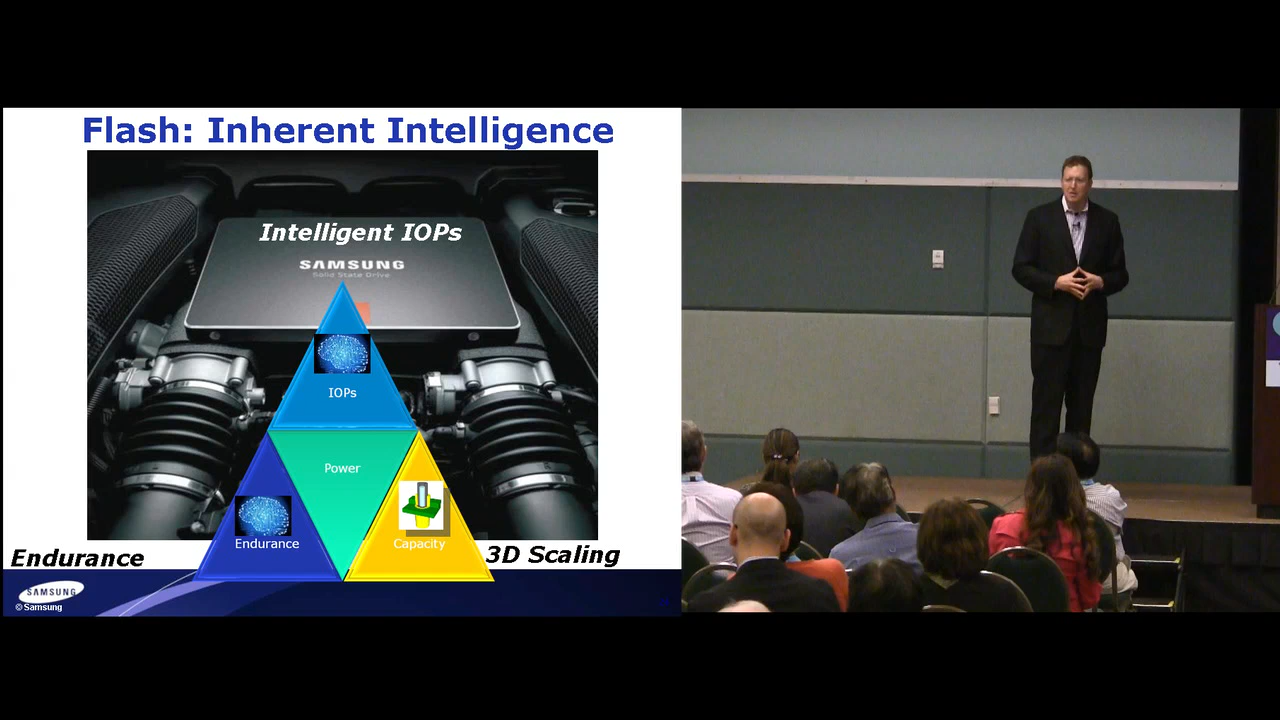 Flash: Inherent Intelligence
Intelligent IOPs
SAMSUNG
Solid State Drive
IOPs
Power
Endurance
Capacity
Endurance
3D Scaling
SAMSUNG
© Samsung